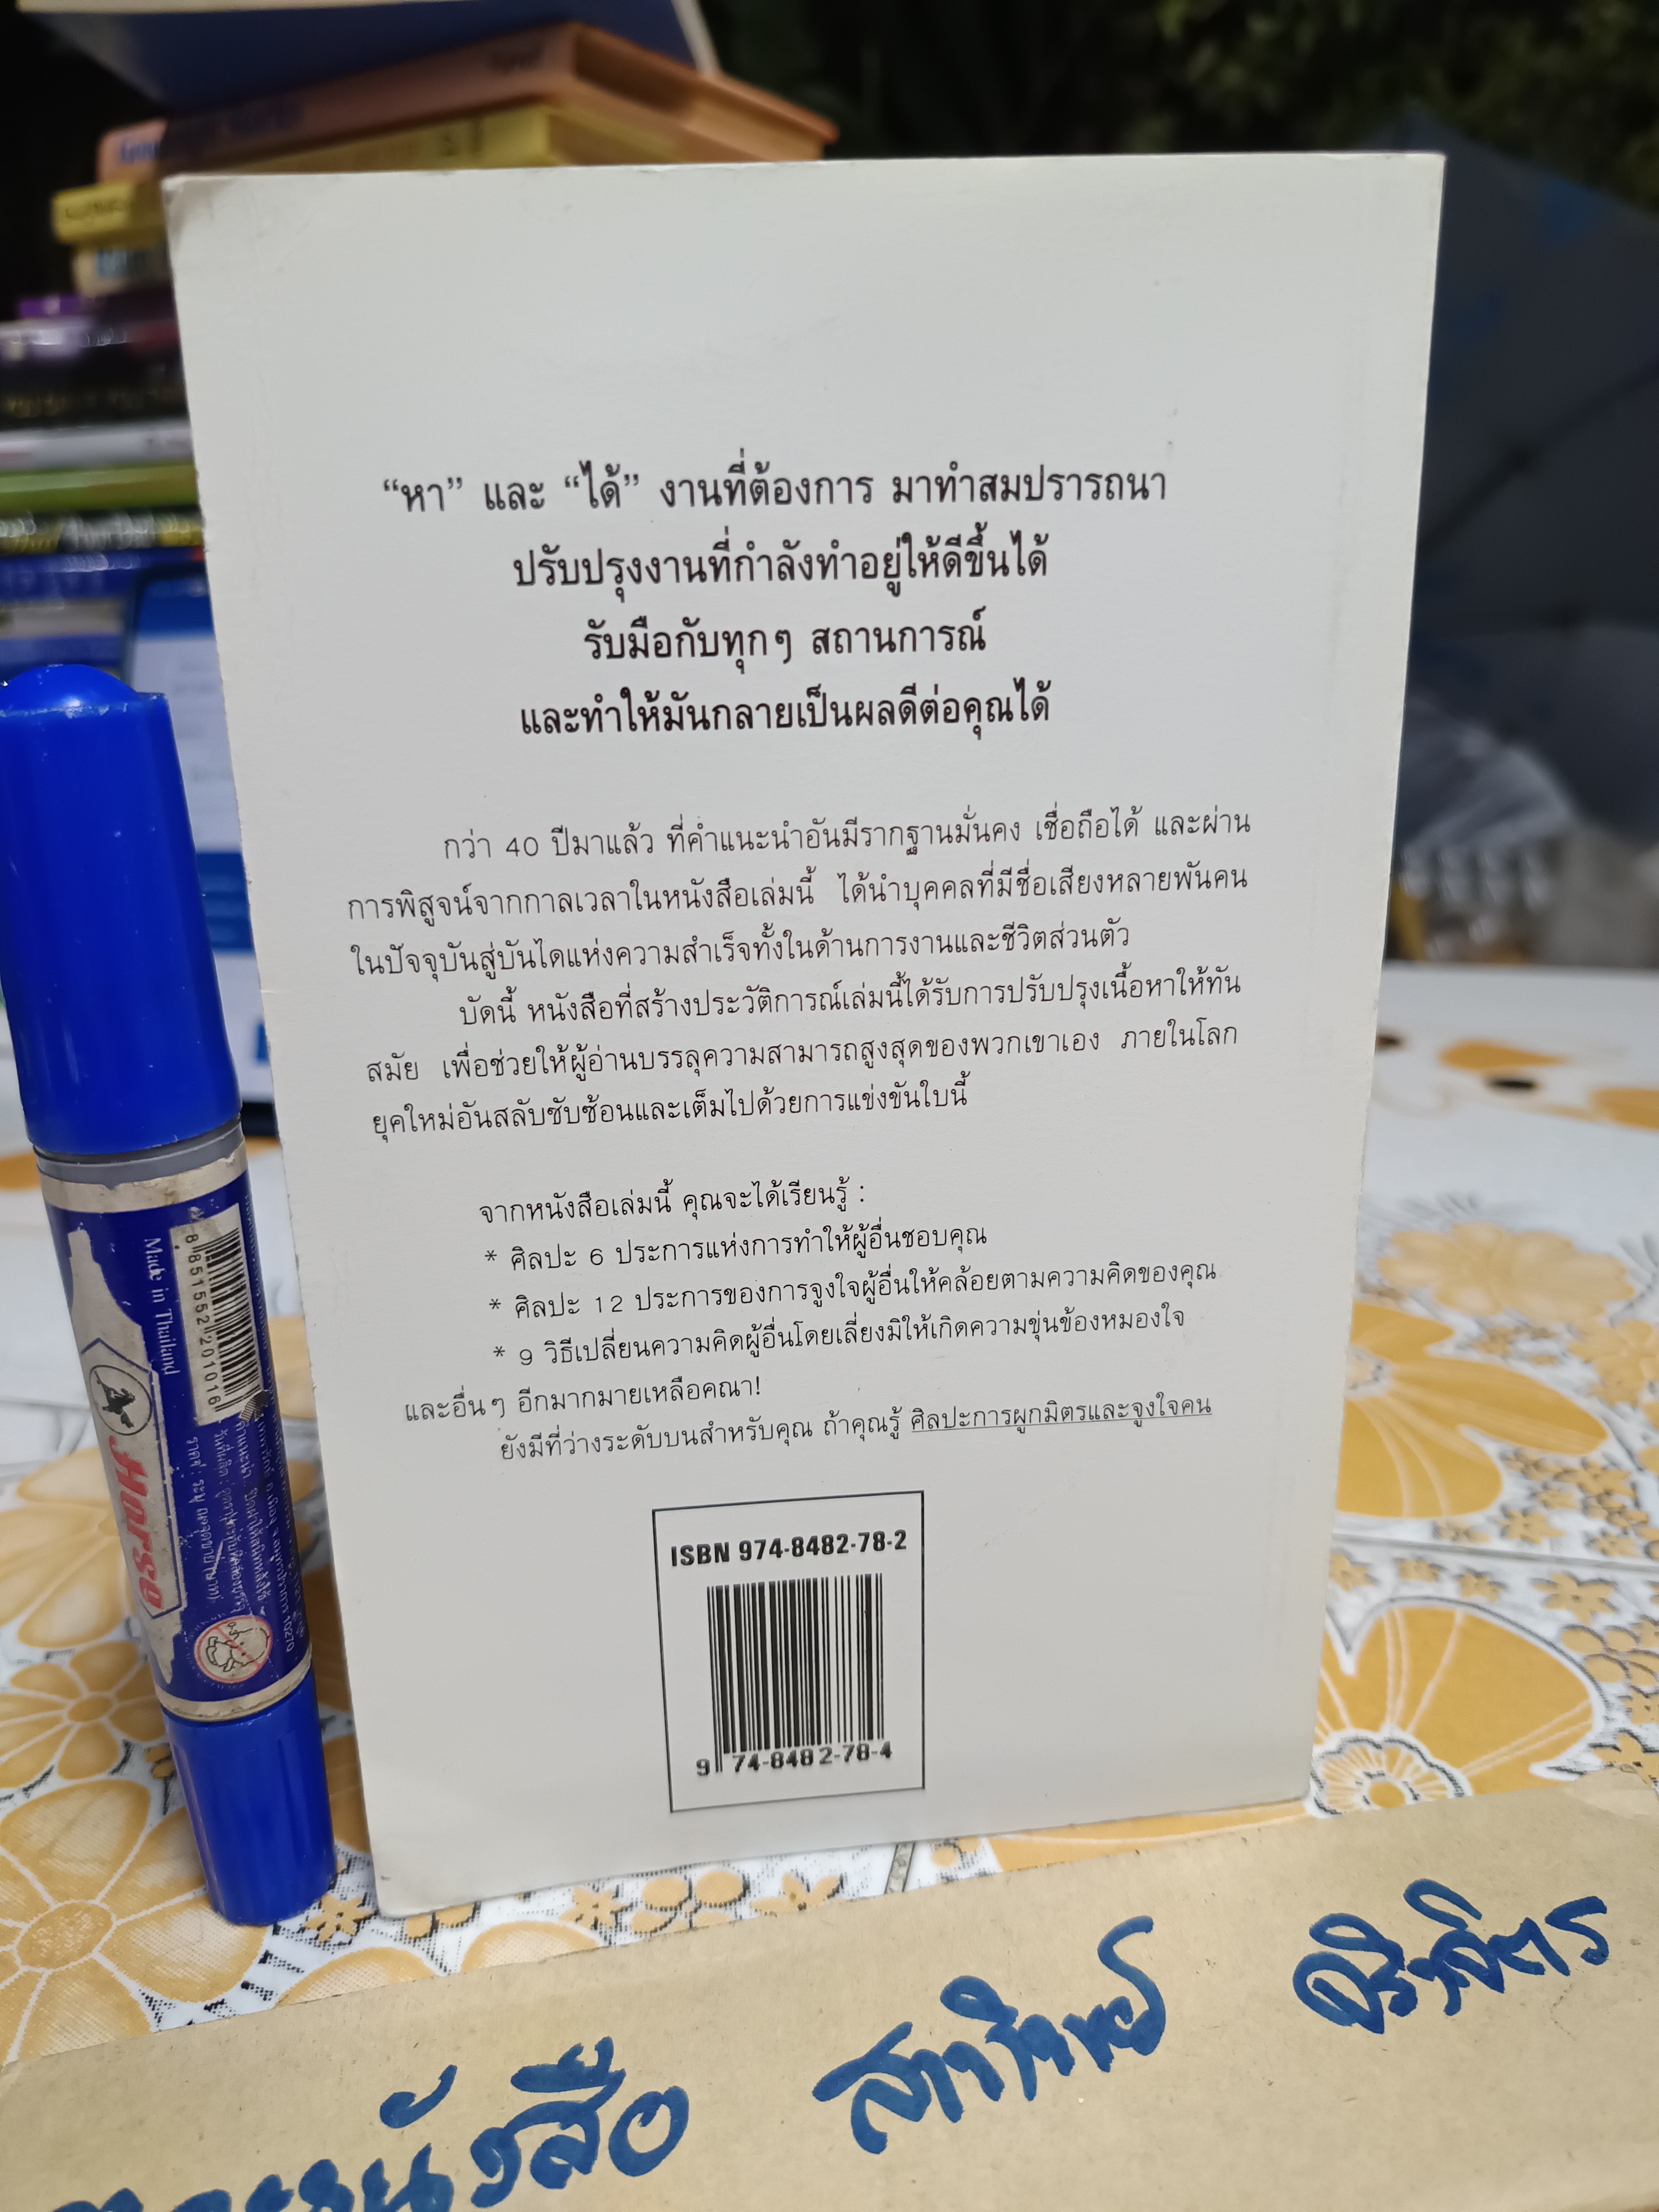 “หา” และ “ได้” งานที่ต้องการ มาทำสมปรารถนา
ปรับปรุงงานที่กำลังทำอยู่ให้ดีขึ้นได้
รับมือกับทุกๆ สถานการณ์
และทำให้มันกลายเป็นผลดีต่อคุณได้
กว่า 40 ปีมาแล้ว ที่คำแนะนำอันมีรากฐานมั่นคง เชื่อถือได้ และผ่าน
การพิสูจน์จากกาลเวลาในหนังสือเล่มนี้ ได้นำบุคคลที่มีชื่อเสียงหลายพันคน
ในปัจจุบันสู่บันไดแห่งความสำเร็จทั้งในด้านการงานและชีวิตส่วนตัว
บัดนี้ หนังสือที่สร้างประวัติการณ์เล่มนี้ได้รับการปรับปรุงเนื้อหาให้ทัน
สมัย เพื่อช่วยให้ผู้อ่านบรรลุความสามารถสูงสุดของพวกเขาเอง ภายในโลก
ยุคใหม่อันสลับซับซ้อนและเต็มไปด้วยการแข่งขันใบนี้
จากหนังสือเล่มนี้ คุณจะได้เรียนรู้ :
* ศิลปะ 6 ประการแห่งการทำให้ผู้อื่นชอบคุณ
* ศิลปะ 12 ประการของการจูงใจผู้อื่นให้คล้อยตามความคิดของคุณ
* 9 วิธีเปลี่ยนความคิดผู้อื่นโดยเลี่ยงมิให้เกิดความขุ่นข้องหมองใจ
และอื่นๆ อีกมากมายเหลือคณา!
ยังมีที่ว่างระดับบนสำหรับคุณ ถ้าคุณรู้ ศิลปะการผูกมิตรและจูงใจคน
ISBN 974-8482-78-2
9 74-848 2-78-4
Made in Thailand
8 851552 201016
Horse
หนังสือ
จิรจิตร